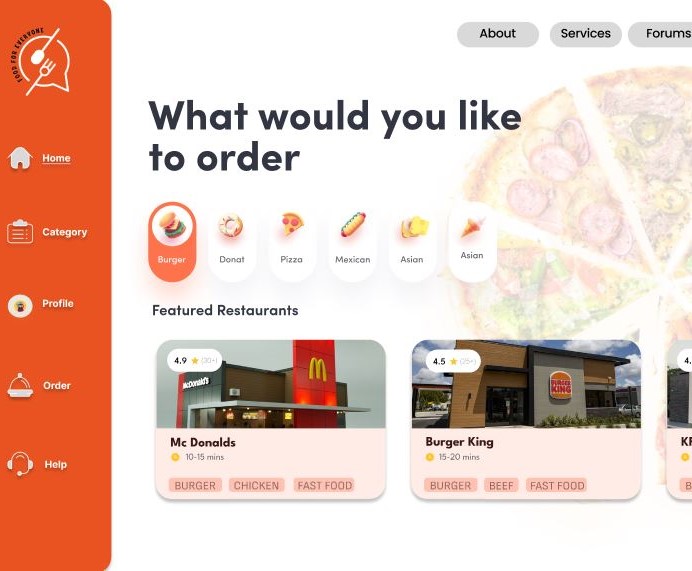 FOOD FOR EVERYONE
About
Services
Forums
What would you like
to order
Home
Category
Profile
Order
Help
Burger
Donat
Pizza
Mexican
Asian
Asian
Featured Restaurants
4.9 (30+)
McDonald's
Mc Donalds
10-15 mins
BURGER CHICKEN FAST FOOD
4.5 (25+)
BURGER
KING
Burger King
15-20 mins
BURGER BEEF FAST FOOD
4.
KF
B